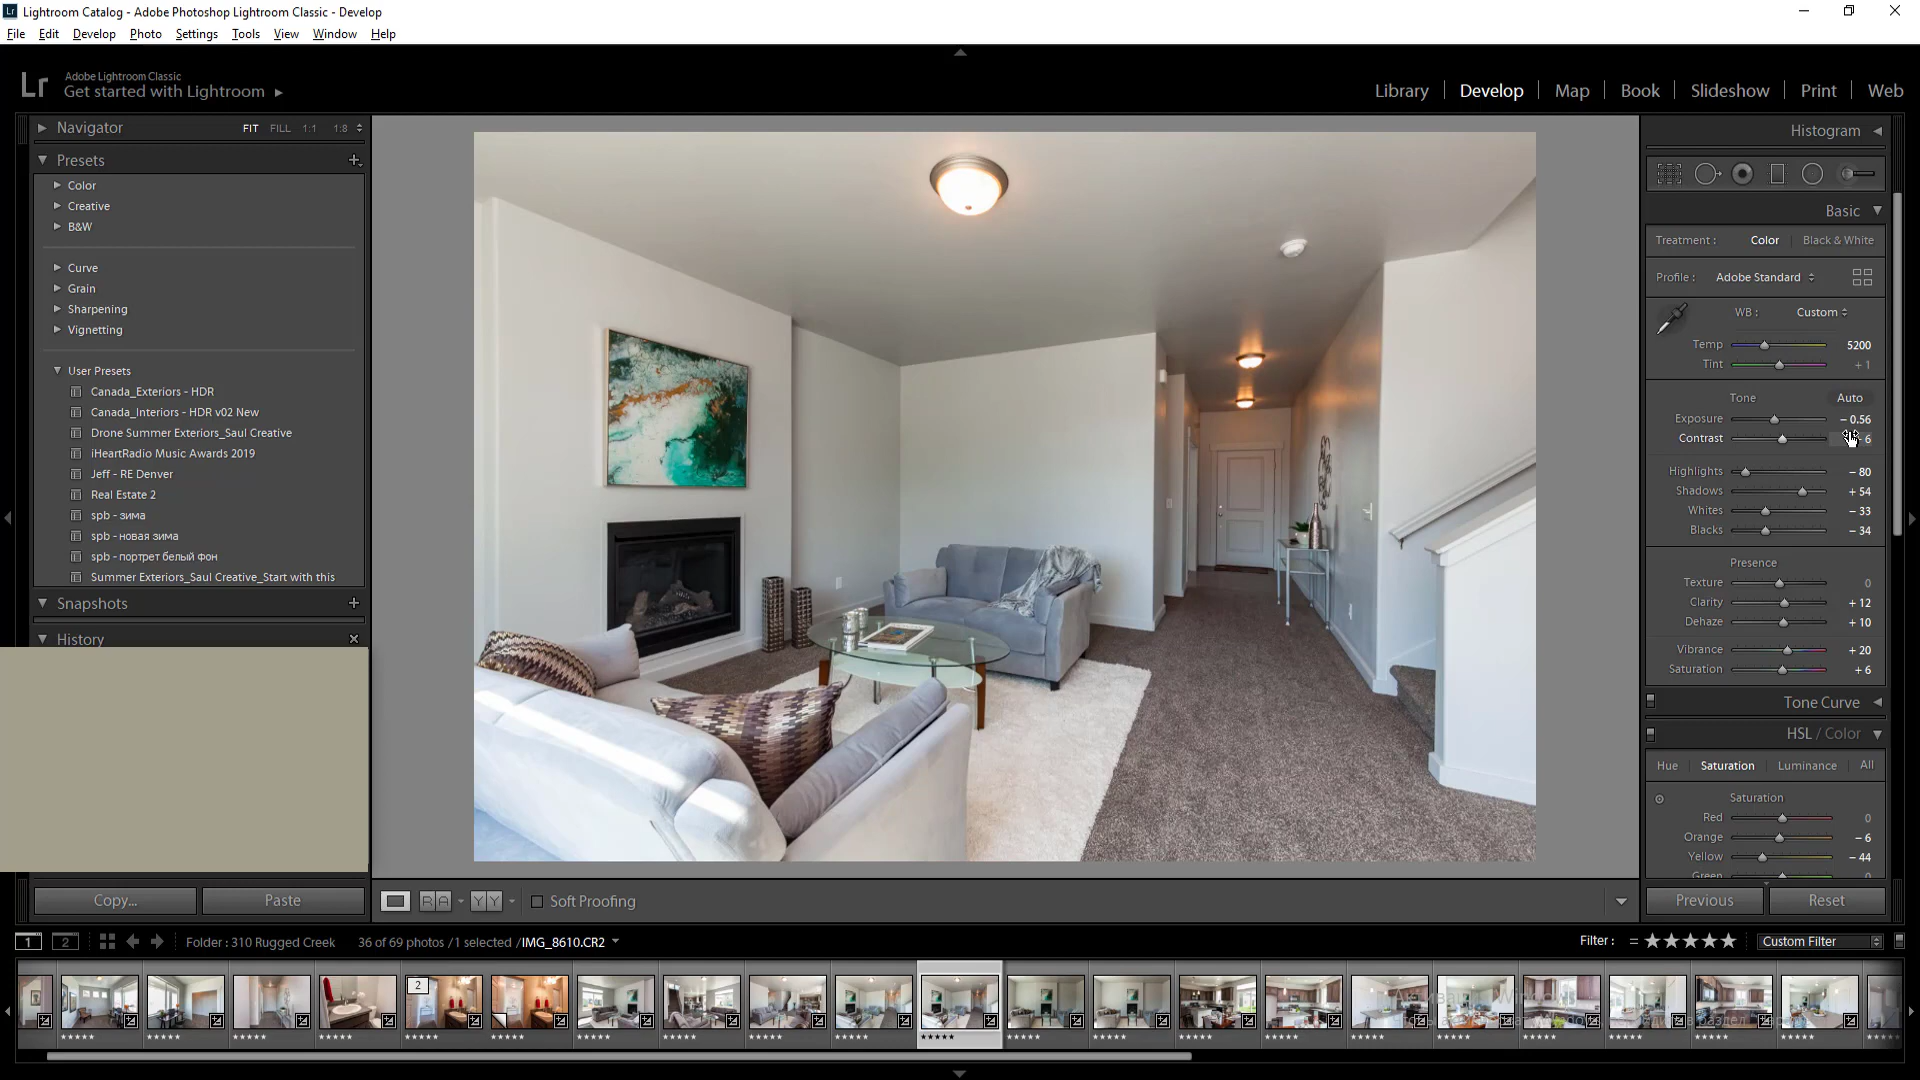 Lightroom Catalog - Adobe Photoshop Lightroom Classic - Develop
File Edit Develop Photo Settings Tools View Window Help
Lr Adobe Lightroom Classic
Get started with Lightroom
Library Develop Map Book Slideshow Print Web
Navigator FIT FILL 1:1 1:8
Presets
Color
Creative
B&W
Curve
Grain
Sharpening
Vignetting
User Presets
Canada_Exteriors - HDR
Canada_Interiors - HDR v02 New
Drone Summer Exteriors_Saul Creative
iHeartRadio Music Awards 2019
Jeff - RE Denver
Real Estate 2
spb - зима
spb - новая зима
spb - портрет белый фон
Summer Exteriors_Saul Creative_Start with this
Snapshots
History
Copy... Paste
Soft Proofing
Histogram
Basic
Treatment : Color Black & White
Profile : Adobe Standard
WB : Custom
Temp 5200
Tint + 1
Tone Auto
Exposure – 0.56
Contrast 6
Highlights – 80
Shadows + 54
Whites – 33
Blacks – 34
Presence
Texture 0
Clarity + 12
Dehaze + 10
Vibrance + 20
Saturation + 6
Tone Curve
HSL / Color
Hue Saturation Luminance All
Saturation
Red 0
Orange – 6
Yellow – 44
Green 0
Previous Reset
1 2 Folder : 310 Rugged Creek 36 of 69 photos / 1 selected / IMG_8610.CR2
Filter : Custom Filter
2